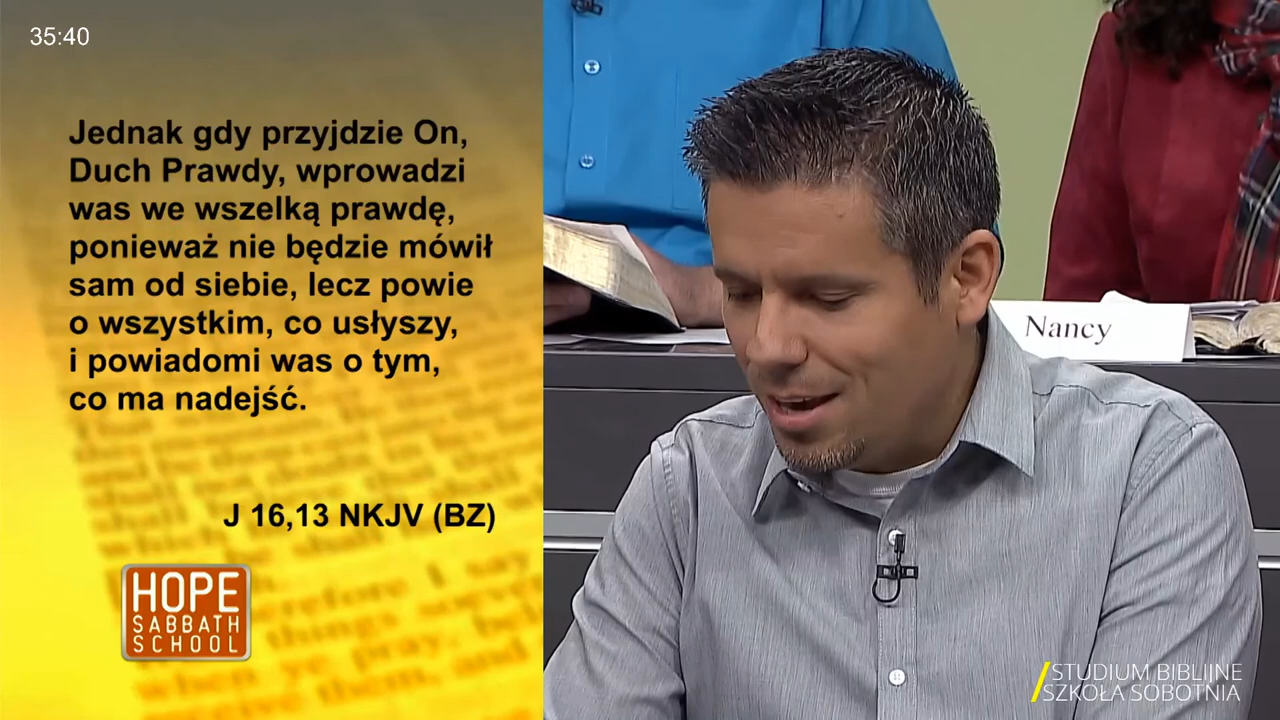 35:40
Jednak gdy przyjdzie On,
Duch Prawdy, wprowadzi
was we wszelką prawdę,
ponieważ nie będzie mówił
sam od siebie, lecz powie
o wszystkim, co usłyszy,
i powiadomi was o tym,
co ma nadejść.
J 16,13 NKJV (BZ)
HOPE
SABBATH
SCHOOL
Nancy
STUDIUM BIBLIJNE
SZKOŁA SOBOTNIA